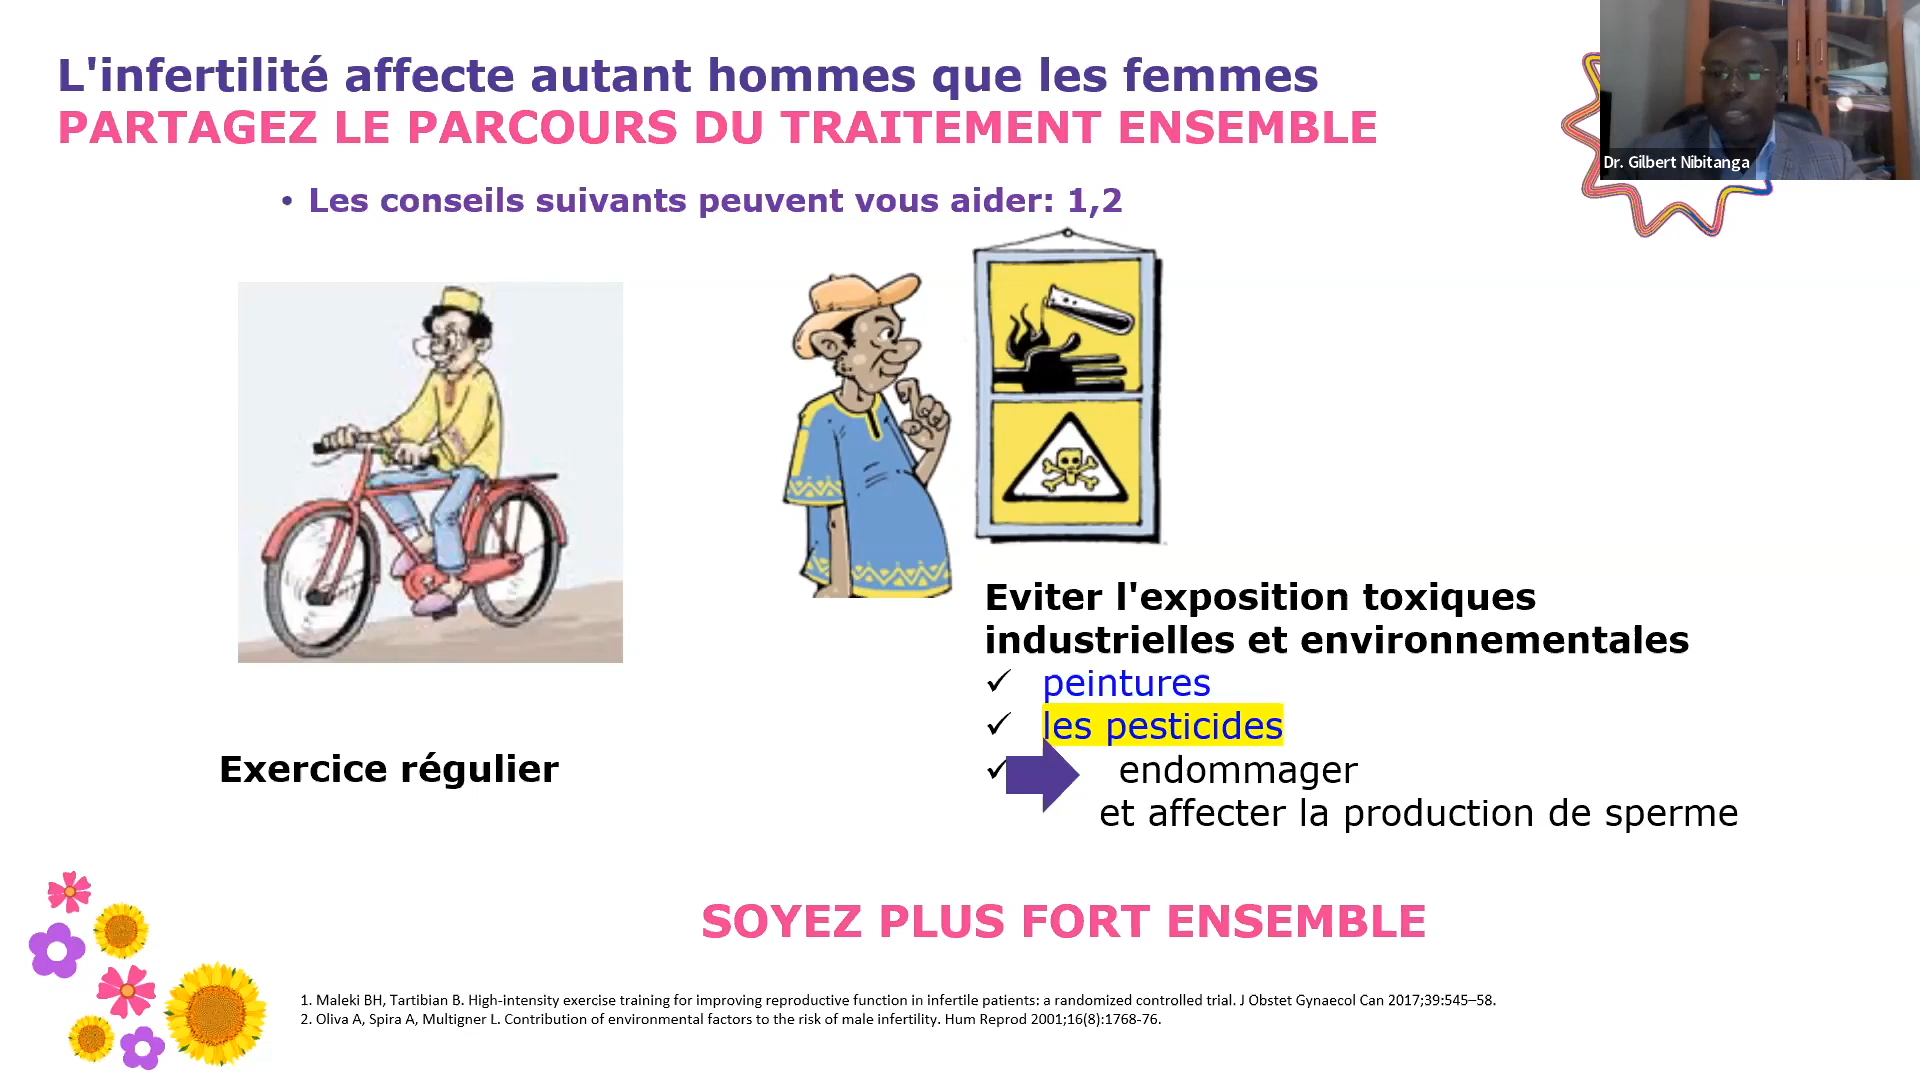 L'infertilité affecte autant hommes que les femmes
PARTAGEZ LE PARCOURS DU TRAITEMENT ENSEMBLE
Dr. Gilbert Nibitanga
• Les conseils suivants peuvent vous aider: 1,2
Eviter l'exposition toxiques
industrielles et environnementales
✓ peintures
✓ les pesticides
✓ endommager
et affecter la production de sperme
Exercice régulier
SOYEZ PLUS FORT ENSEMBLE
1. Maleki BH, Tartibian B. High-intensity exercise training for improving reproductive function in infertile patients: a randomized controlled trial. J Obstet Gynaecol Can 2017;39:545–58.
2. Oliva A, Spira A, Multigner L. Contribution of environmental factors to the risk of male infertility. Hum Reprod 2001;16(8):1768-76.